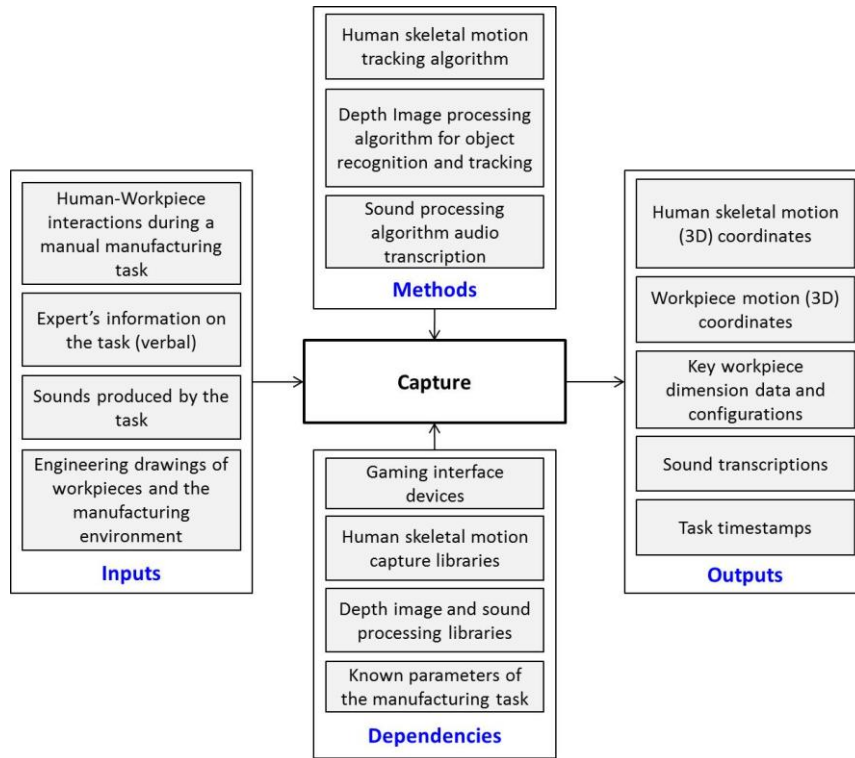 Human skeletal motion
tracking algorithm
Depth Image processing
algorithm for object
recognition and tracking
Sound processing
algorithm audio
transcription
Methods
Human-Workpiece
interactions during a
manual manufacturing
task
Expert's information on
the task (verbal)
Sounds produced by the
task
Engineering drawings of
workpieces and the
manufacturing
environment
Inputs
Capture
Gaming interface
devices
Human skeletal motion
capture libraries
Depth image and sound
processing libraries
Known parameters of
the manufacturing task
Dependencies
Human skeletal motion
(3D) coordinates
Workpiece motion (3D)
coordinates
Key workpiece
dimension data and
configurations
Sound transcriptions
Task timestamps
Outputs